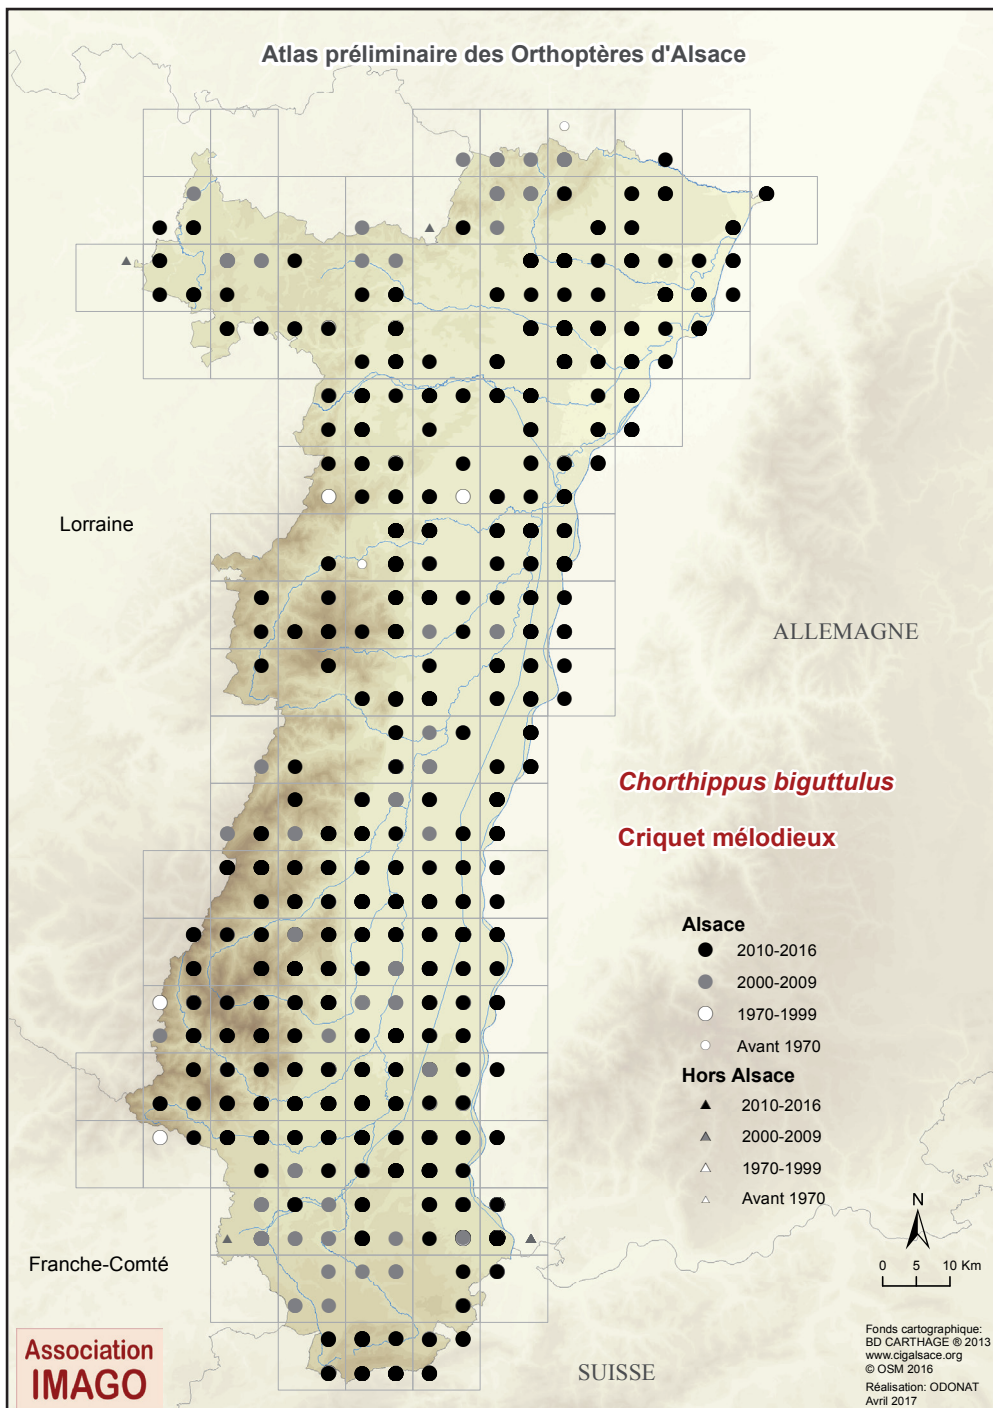 Atlas préliminaire des Orthoptères d'Alsace
Lorraine
ALLEMAGNE
Chorthippus biguttulus
Criquet mélodieux
Alsace
2010-2016
2000-2009
1970-1999
Avant 1970
Hors Alsace
2010-2016
2000-2009
1970-1999
Avant 1970
N
0 5 10 Km
Franche-Comté
SUISSE
Association
IMAGO
Fonds cartographique:
BD CARTHAGE ® 2013
www.cigalsace.org
© OSM 2016
Réalisation: ODONAT
Avril 2017